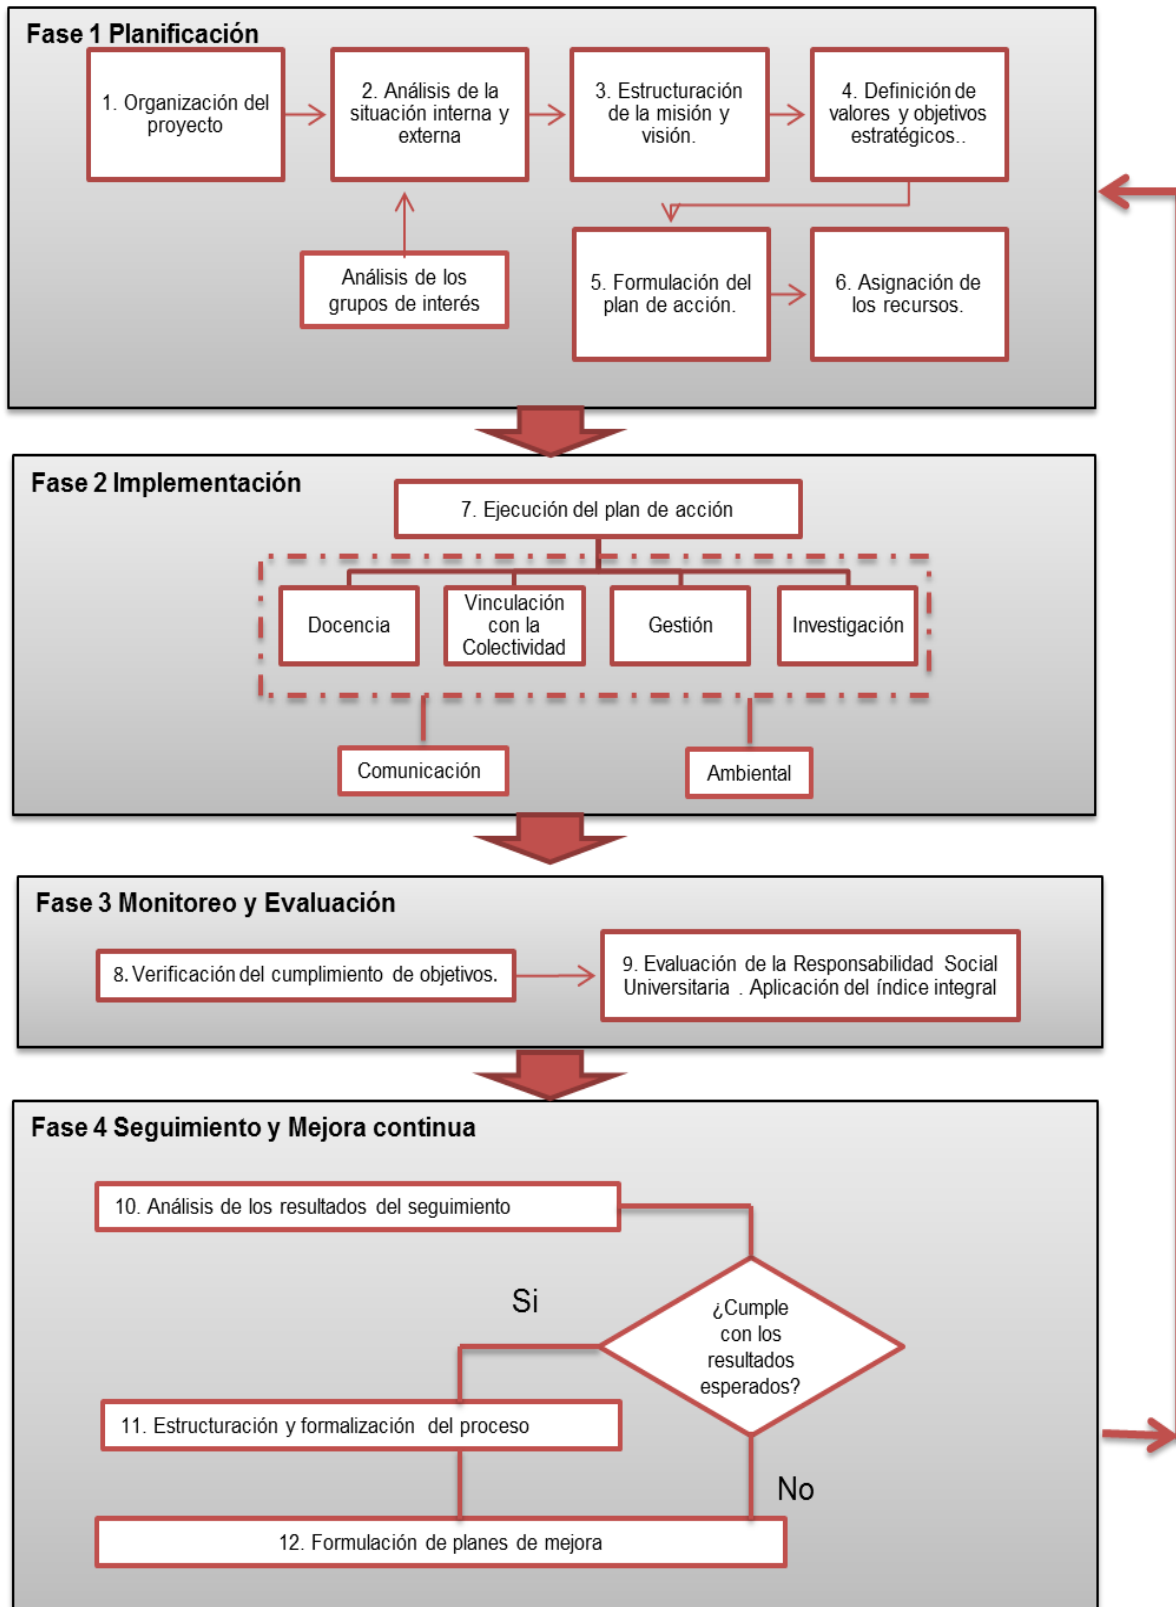 Fase 1 Planificación
1. Organización del
proyecto
2. Análisis de la
situación interna y
externa
3. Estructuración
de la misión y
visión.
4. Definición de
valores y objetivos
estratégicos..
Análisis de los
grupos de interés
5. Formulación del
plan de acción.
6. Asignación de
los recursos.
Fase 2 Implementación
7. Ejecución del plan de acción
Docencia
Vinculación
con la
Colectividad
Gestión
Investigación
Comunicación
Ambiental
Fase 3 Monitoreo y Evaluación
8. Verificación del cumplimiento de objetivos.
9. Evaluación de la Responsabilidad Social
Universitaria . Aplicación del índice integral
Fase 4 Seguimiento y Mejora continua
10. Análisis de los resultados del seguimiento
¿Cumple
con los
resultados
esperados?
Si
11. Estructuración y formalización del proceso
No
12. Formulación de planes de mejora